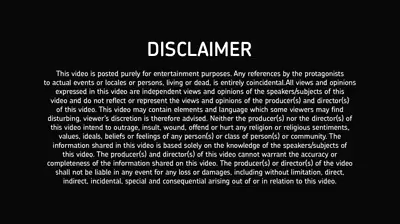 DISCLAIMER
This video is posted purely for entertainment purposes. Any references by the protagonists
to actual events or locales or persons, living or dead, is entirely coincidental.All views and opinions
expressed in this video are independent views and opinions of the speakers/subjects of this
video and do not reflect or represent the views and opinions of the producer(s) and director(s)
of this video. This video may contain elements and language which some viewers may find
disturbing, viewer's discretion is therefore advised. Neither the producer(s) nor the director(s) of
this video intend to outrage, insult, wound, offend or hurt any religion or religious sentiments,
values, ideals, beliefs or feelings of any person(s) or class of person(s) or community. The
information shared in this video is based solely on the knowledge of the speakers/subjects of
this video. The producer(s) and director(s) of this video cannot warrant the accuracy or
completeness of the information shared on this video. The producer(s) or director(s) of the video
shall not be liable in any event for any loss or damages, including without limitation, direct,
indirect, incidental, special and consequential arising out of or in relation to this video.